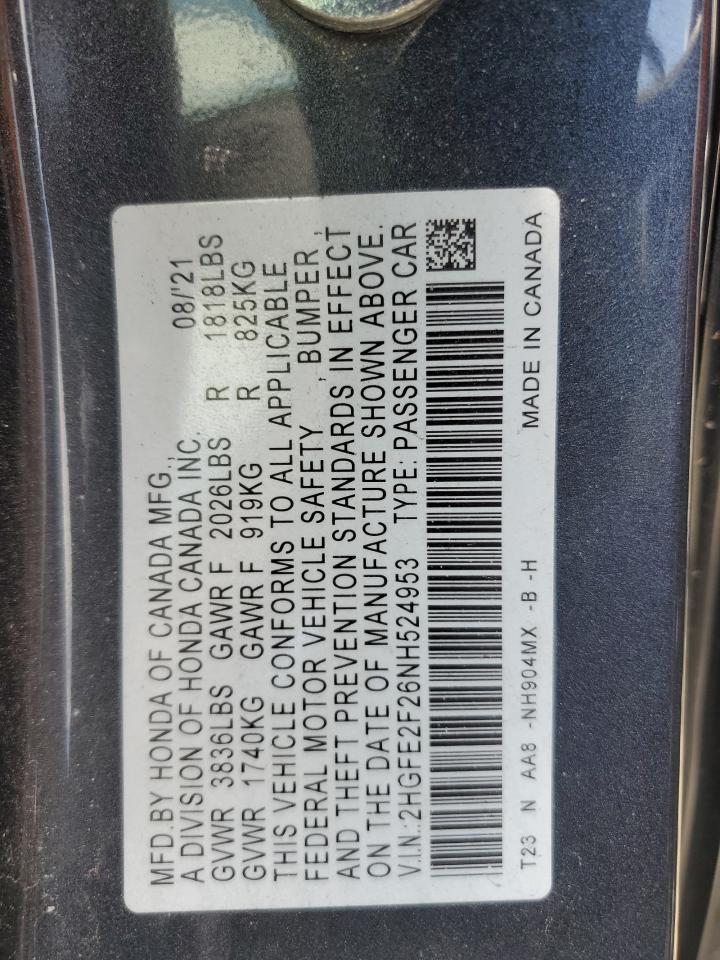 MFD.BY HONDA OF CANADA MFG.,
A DIVISION OF HONDA CANADA INC. 08/'21
GVWR 3836LBS GAWR F 2026LBS R 1818LBS
GVWR 1740KG GAWR F 919KG R 825KG
THIS VEHICLE CONFORMS TO ALL APPLICABLE
FEDERAL MOTOR VEHICLE SAFETY , BUMPER ,
AND THEFT PREVENTION STANDARDS IN EFFECT
ON THE DATE OF MANUFACTURE SHOWN ABOVE.
V.IN.:2HGFE2F26NH524953 TYPE: PASSENGER CAR
MADE IN CANADA
T23 N AA8 -NH904MX -B -H